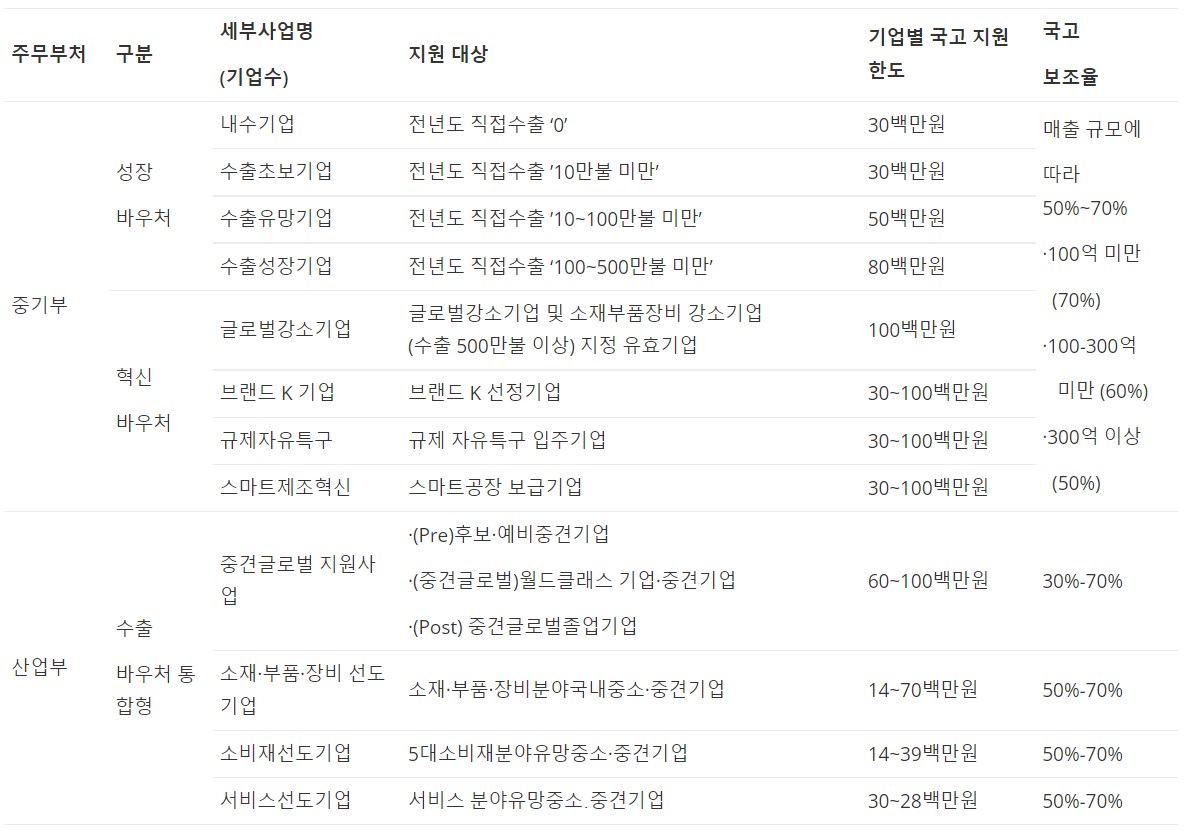 주무부처
구분
세부사업명
(기업수)
지원 대상
기업별 국고 지원
한도
국고
보조율
중기부
성장
바우처
내수기업
전년도 직접수출 ‘0’
30백만원
매출 규모에
따라
50%~70%
·100억 미만
(70%)
·100-300억
미만 (60%)
·300억 이상
(50%)
수출초보기업
전년도 직접수출 ’10만불 미만’
30백만원
수출유망기업
전년도 직접수출 ’10~100만불 미만’
50백만원
수출성장기업
전년도 직접수출 ‘100~500만불 미만’
80백만원
혁신
바우처
글로벌강소기업
글로벌강소기업 및 소재부품장비 강소기업
(수출 500만불 이상) 지정 유효기업
100백만원
브랜드 K 기업
브랜드 K 선정기업
30~100백만원
규제자유특구
규제 자유특구 입주기업
30~100백만원
스마트제조혁신
스마트공장 보급기업
30~100백만원
산업부
수출
바우처 통
합형
중견글로벌 지원사
업
·(Pre)후보·예비중견기업
·(중견글로벌)월드클래스 기업·중견기업
·(Post) 중견글로벌졸업기업
60~100백만원
30%-70%
소재·부품·장비 선도
기업
소재·부품·장비분야국내중소·중견기업
14~70백만원
50%-70%
소비재선도기업
5대소비재분야유망중소·중견기업
14~39백만원
50%-70%
서비스선도기업
서비스 분야유망중소.중견기업
30~28백만원
50%-70%